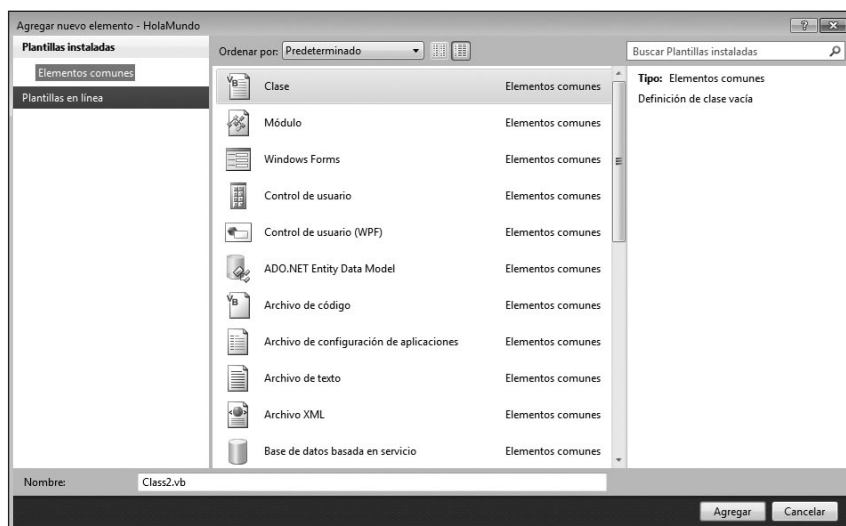 Agregar nuevo elemento - HolaMundo
Plantillas instaladas
Elementos comunes
Plantillas en línea
Ordenar por: Predeterminado
Buscar Plantillas instaladas
Clase Elementos comunes
Módulo Elementos comunes
Windows Forms Elementos comunes
Control de usuario Elementos comunes
Control de usuario (WPF) Elementos comunes
ADO.NET Entity Data Model Elementos comunes
Archivo de código Elementos comunes
Archivo de configuración de aplicaciones Elementos comunes
Archivo de texto Elementos comunes
Archivo XML Elementos comunes
Base de datos basada en servicio Elementos comunes
Tipo: Elementos comunes
Definición de clase vacía
Nombre: Class2.vb
Agregar Cancelar